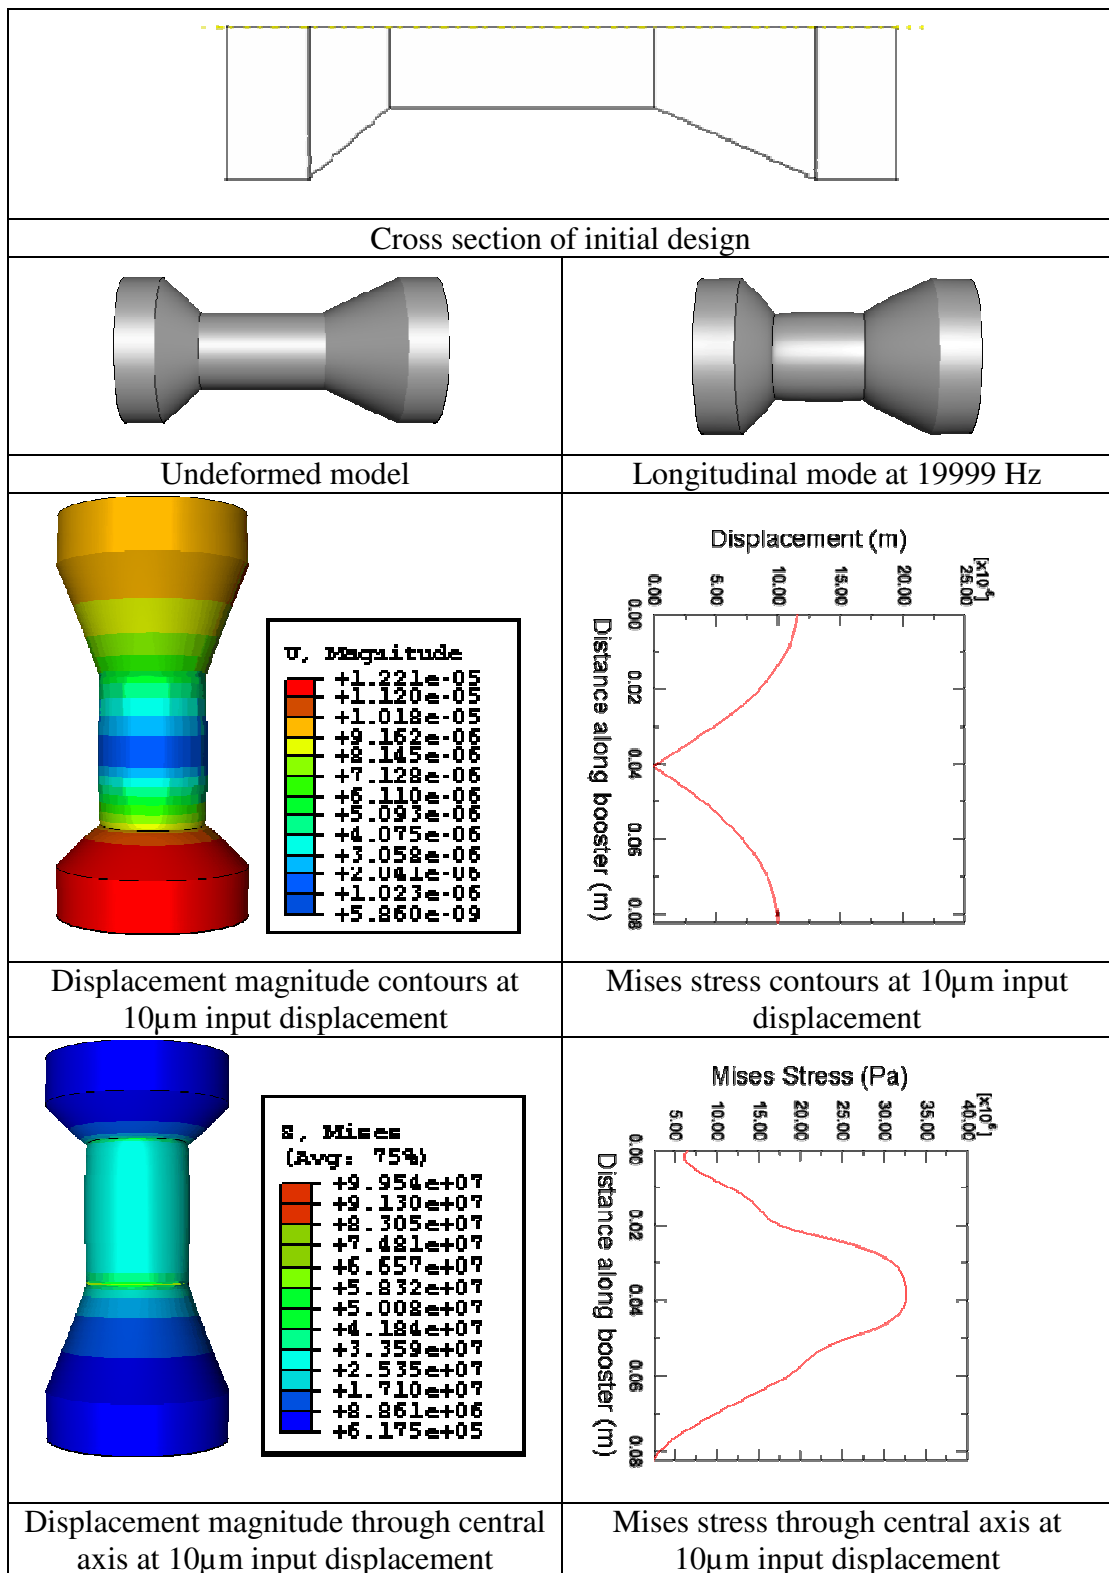 Cross section of initial design
Undeformed model
Longitudinal mode at 19999 Hz
U, Magnitude
+1.221e-05
+1.120e-05
+1.018e-05
+9.162e-06
+8.145e-06
+7.128e-06
+6.110e-06
+5.093e-06
+4.075e-06
+3.058e-06
+2.041e-06
+1.023e-06
+5.860e-09
Displacement (m)
[x10⁻⁶]
0.00 5.00 10.00 15.00 20.00 25.00
0.00 0.02 0.04 0.06 0.08
Distance along booster (m)
Displacement magnitude contours at
10µm input displacement
Mises stress contours at 10µm input
displacement
S, Mises
(Avg: 75%)
+9.954e+07
+9.130e+07
+8.305e+07
+7.481e+07
+6.657e+07
+5.832e+07
+5.008e+07
+4.184e+07
+3.359e+07
+2.535e+07
+1.710e+07
+8.861e+06
+6.175e+05
Mises Stress (Pa)
[x10⁶]
5.00 10.00 15.00 20.00 25.00 30.00 35.00 40.00
0.00 0.02 0.04 0.06 0.08
Distance along booster (m)
Displacement magnitude through central
axis at 10µm input displacement
Mises stress through central axis at
10µm input displacement